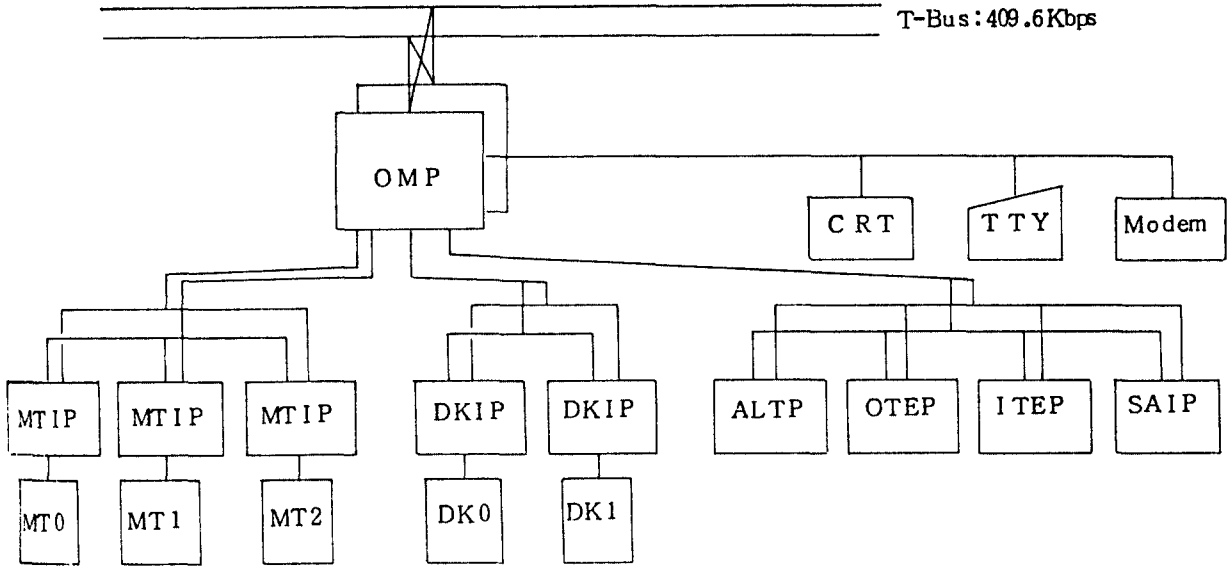 T-Bus:409.6Kbps
OMP
CRT
TTY
Modem
MTIP
MTIP
MTIP
DKIP
DKIP
ALTP
OTEP
ITEP
SAIP
MT0
MT1
MT2
DK0
DK1